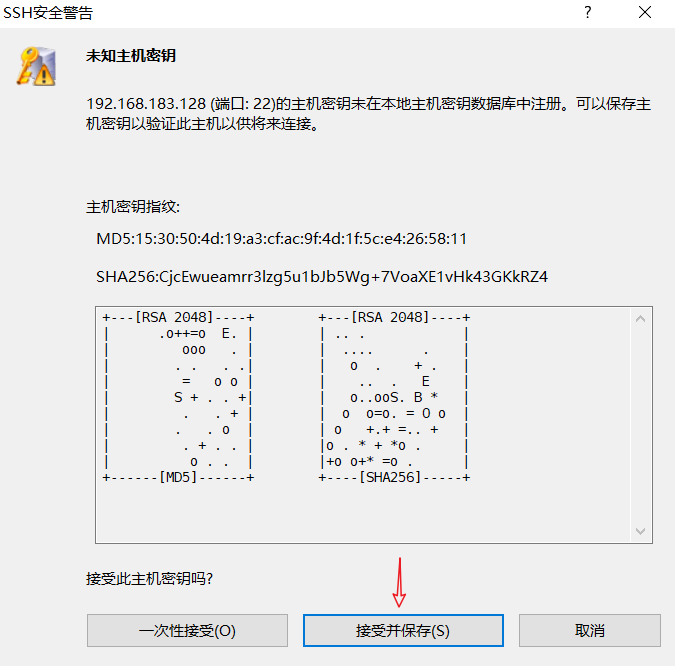 SSH安全警告
?
未知主机密钥
192.168.183.128 (端口: 22)的主机密钥未在本地主机密钥数据库中注册。可以保存主
机密钥以验证此主机以供将来连接。
主机密钥指纹:
MD5:15:30:50:4d:19:a3:cf:ac:9f:4d:1f:5c:e4:26:58:11
SHA256:CjcEwueamrr3lzg5u1bJb5Wg+7VoaXE1vHk43GKkRZ4
+---[RSA 2048]----+        +---[RSA 2048]----+
|      .o++=o  E. |        | .. .            |
|         ooo   . |        |  ....      .    |
|        . .   . .|        |   o  .    + .   |
|         =   o o |        |    ..  .   E    |
|        S + . . +|        |   o..ooS. B *   |
|         .   . + |        |  o  o=o. = O o  |
|        .   . o  |        | o   +.+ =.. +   |
|         . + . . |        |o . * + *o .     |
|          o . .  |        |+o o+* =o .      |
+------[MD5]------+        +----[SHA256]-----+
接受此主机密钥吗?
一次性接受(O)
接受并保存(S)
取消